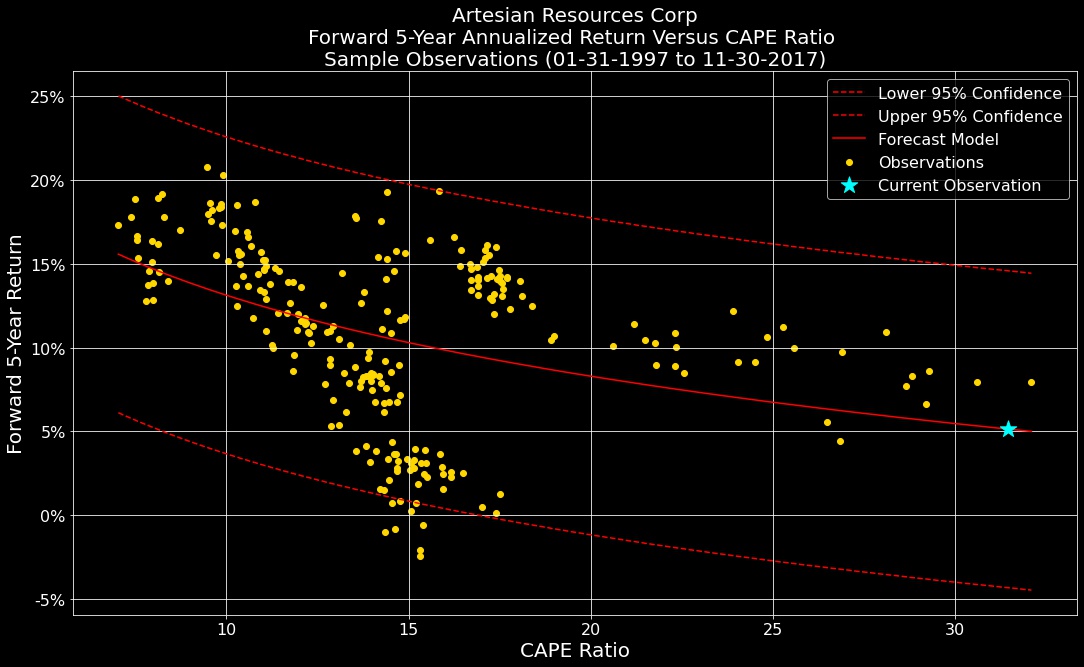 Artesian Resources Corp
Forward 5-Year Annualized Return Versus CAPE Ratio
Sample Observations (01-31-1997 to 11-30-2017)
Lower 95% Confidence
Upper 95% Confidence
Forecast Model
Observations
Current Observation
Forward 5-Year Return
25%
20%
15%
10%
5%
0%
-5%
10
15
20
25
30
CAPE Ratio